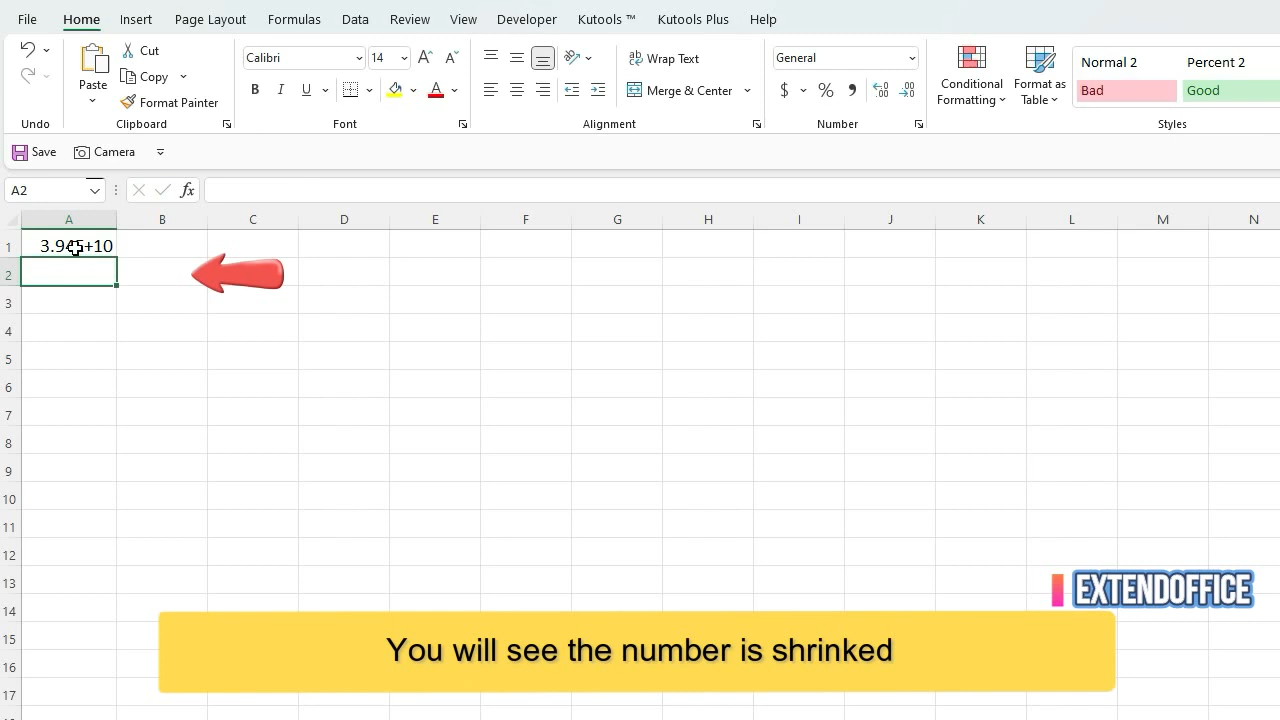 File Home Insert Page Layout Formulas Data Review View Developer Kutools ™ Kutools Plus Help
Cut
Calibri 14 A A
Wrap Text
General
Normal 2 Percent 2
Copy
Paste
Conditional Formatting
Format as Table
B I U A
Merge & Center
$ % 9 .00 .00
Bad Good
Format Painter
Undo Clipboard Font Alignment Number Styles
Save Camera
A2 fx
A B C D E F G H I J K L M N
1
2
3
4
5
6
7
8
9
10
11
12
13
EXTENDOFFICE
14
15 You will see the number is shrinked
16
17